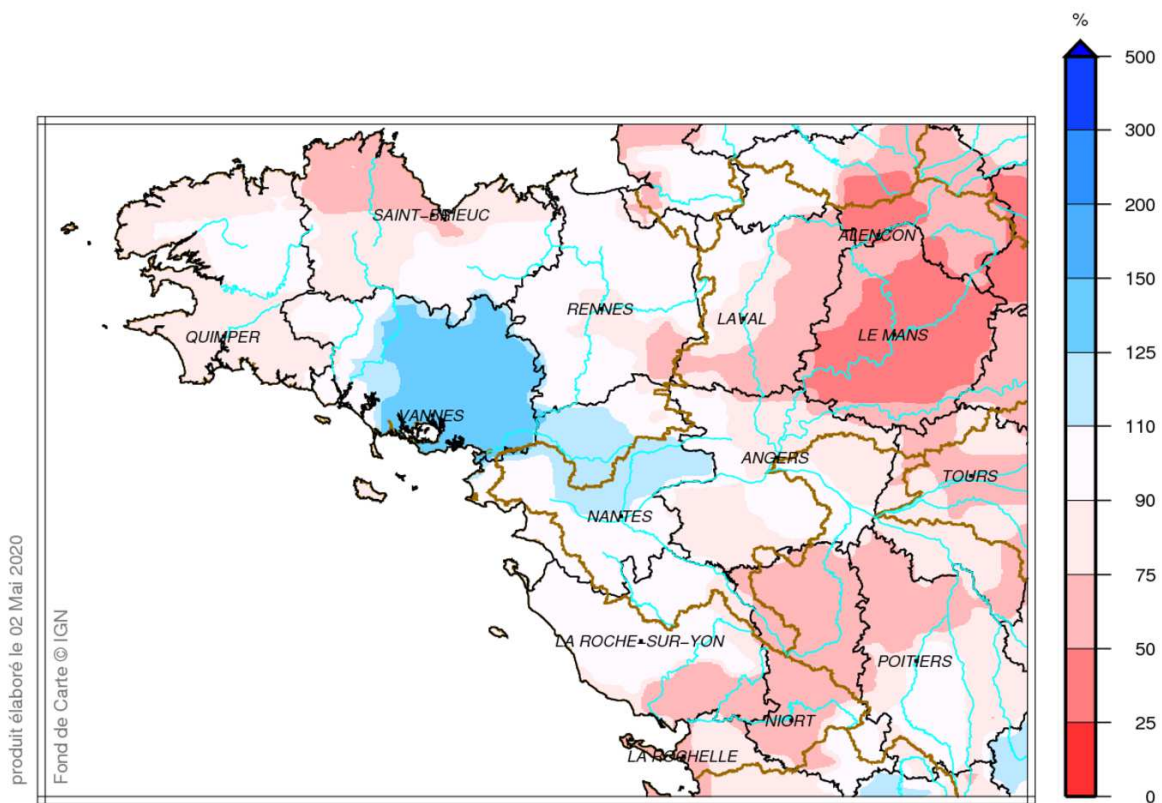 %
500
300
200
150
125
110
90
75
50
25
0
SAINT-BRIEUC
ALENCON
RENNES
LAVAL
QUIMPER
LE MANS
VANNES
ANGERS
TOURS
NANTES
LA ROCHE-SUR-YON
POITIERS
NIORT
LA ROCHELLE
produit élaboré le 02 Mai 2020
Fond de Carte © IGN